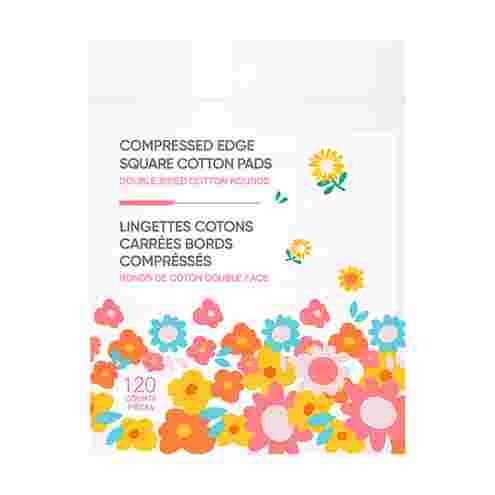 COMPRESSED EDGE
SQUARE COTTON PADS
DOUBLE SIDED COTTON ROUNDS
LINGETTES COTONS
CARRÉES BORDS
COMPRÉSSÉS
RONDS DE COTON DOUBLE FACE
120
COUNTS
PIÈCES